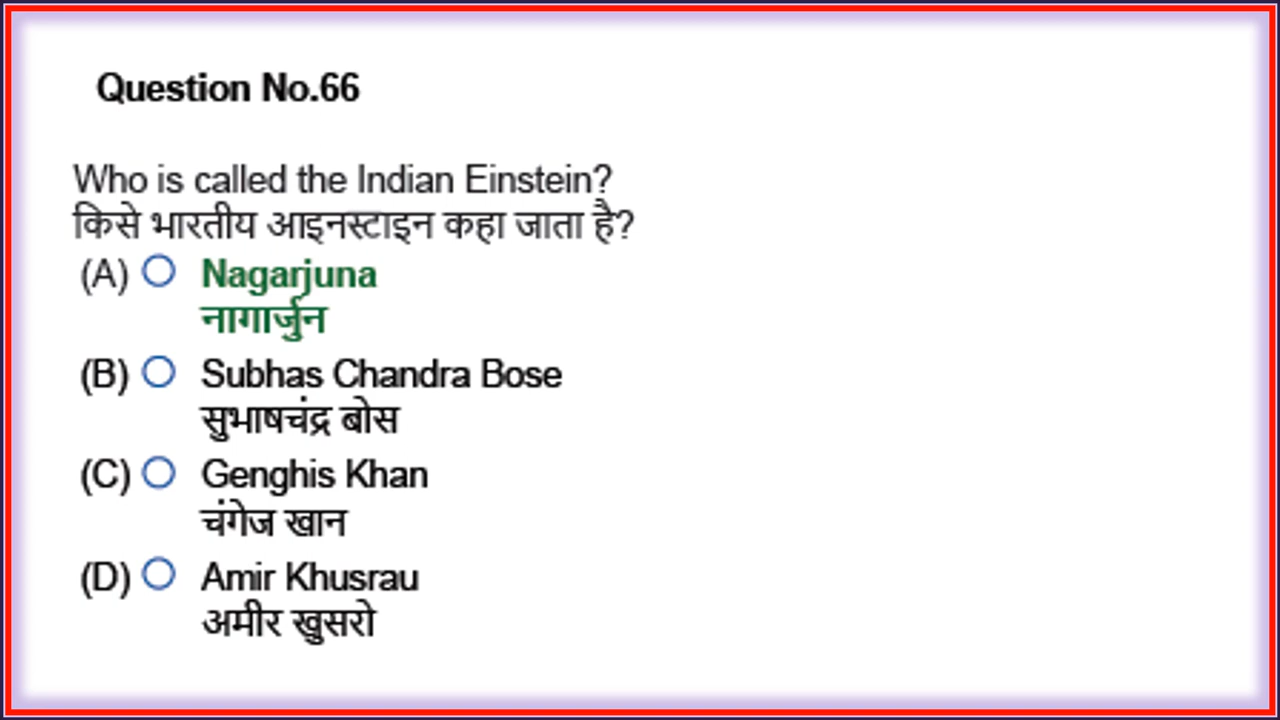 Question No.66
Who is called the Indian Einstein?
किसे भारतीय आइनस्टाइन कहा जाता है?
(A) Nagarjuna
नागार्जुन
(B) Subhas Chandra Bose
सुभाषचंद्र बोस
(C) Genghis Khan
चंगेज खान
(D) Amir Khusrau
अमीर खुसरो